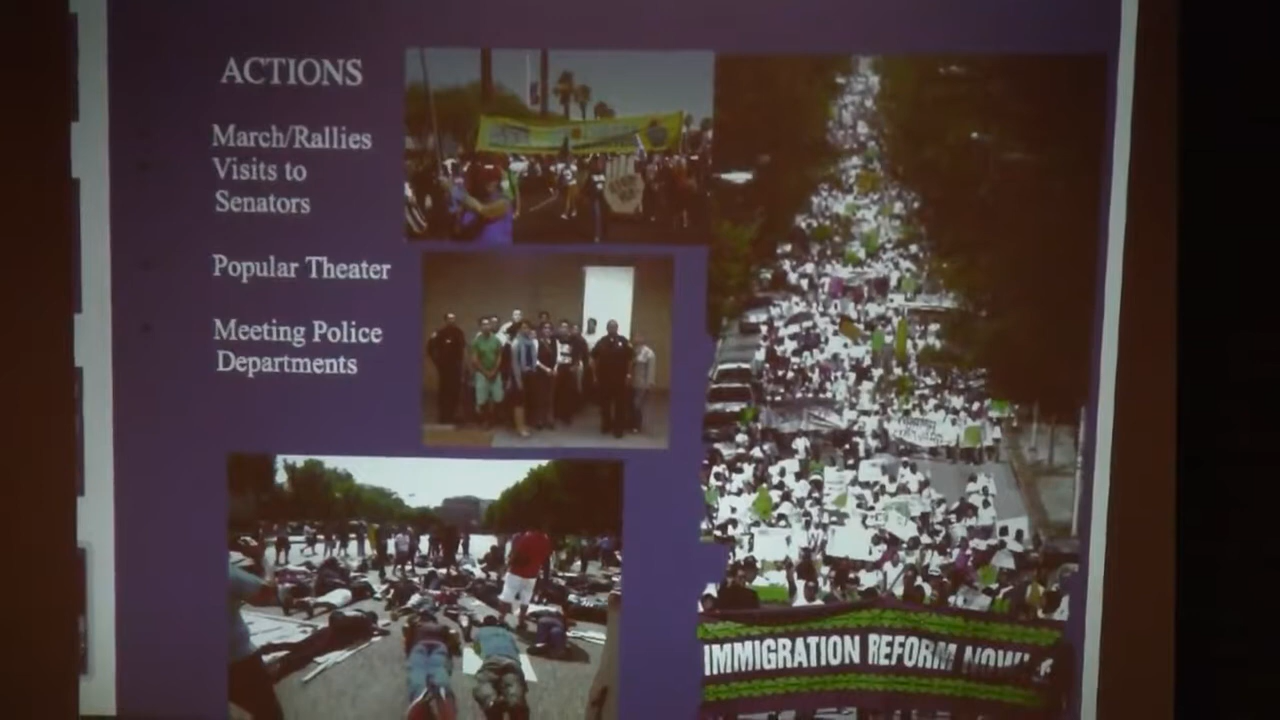 ACTIONS
March/Rallies
Visits to
Senators
Popular Theater
Meeting Police
Departments
IMMIGRATION REFORM NOW!